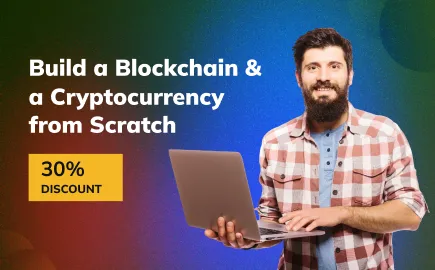 Build a Blockchain &
a Cryptocurrency
from Scratch
30%
DISCOUNT